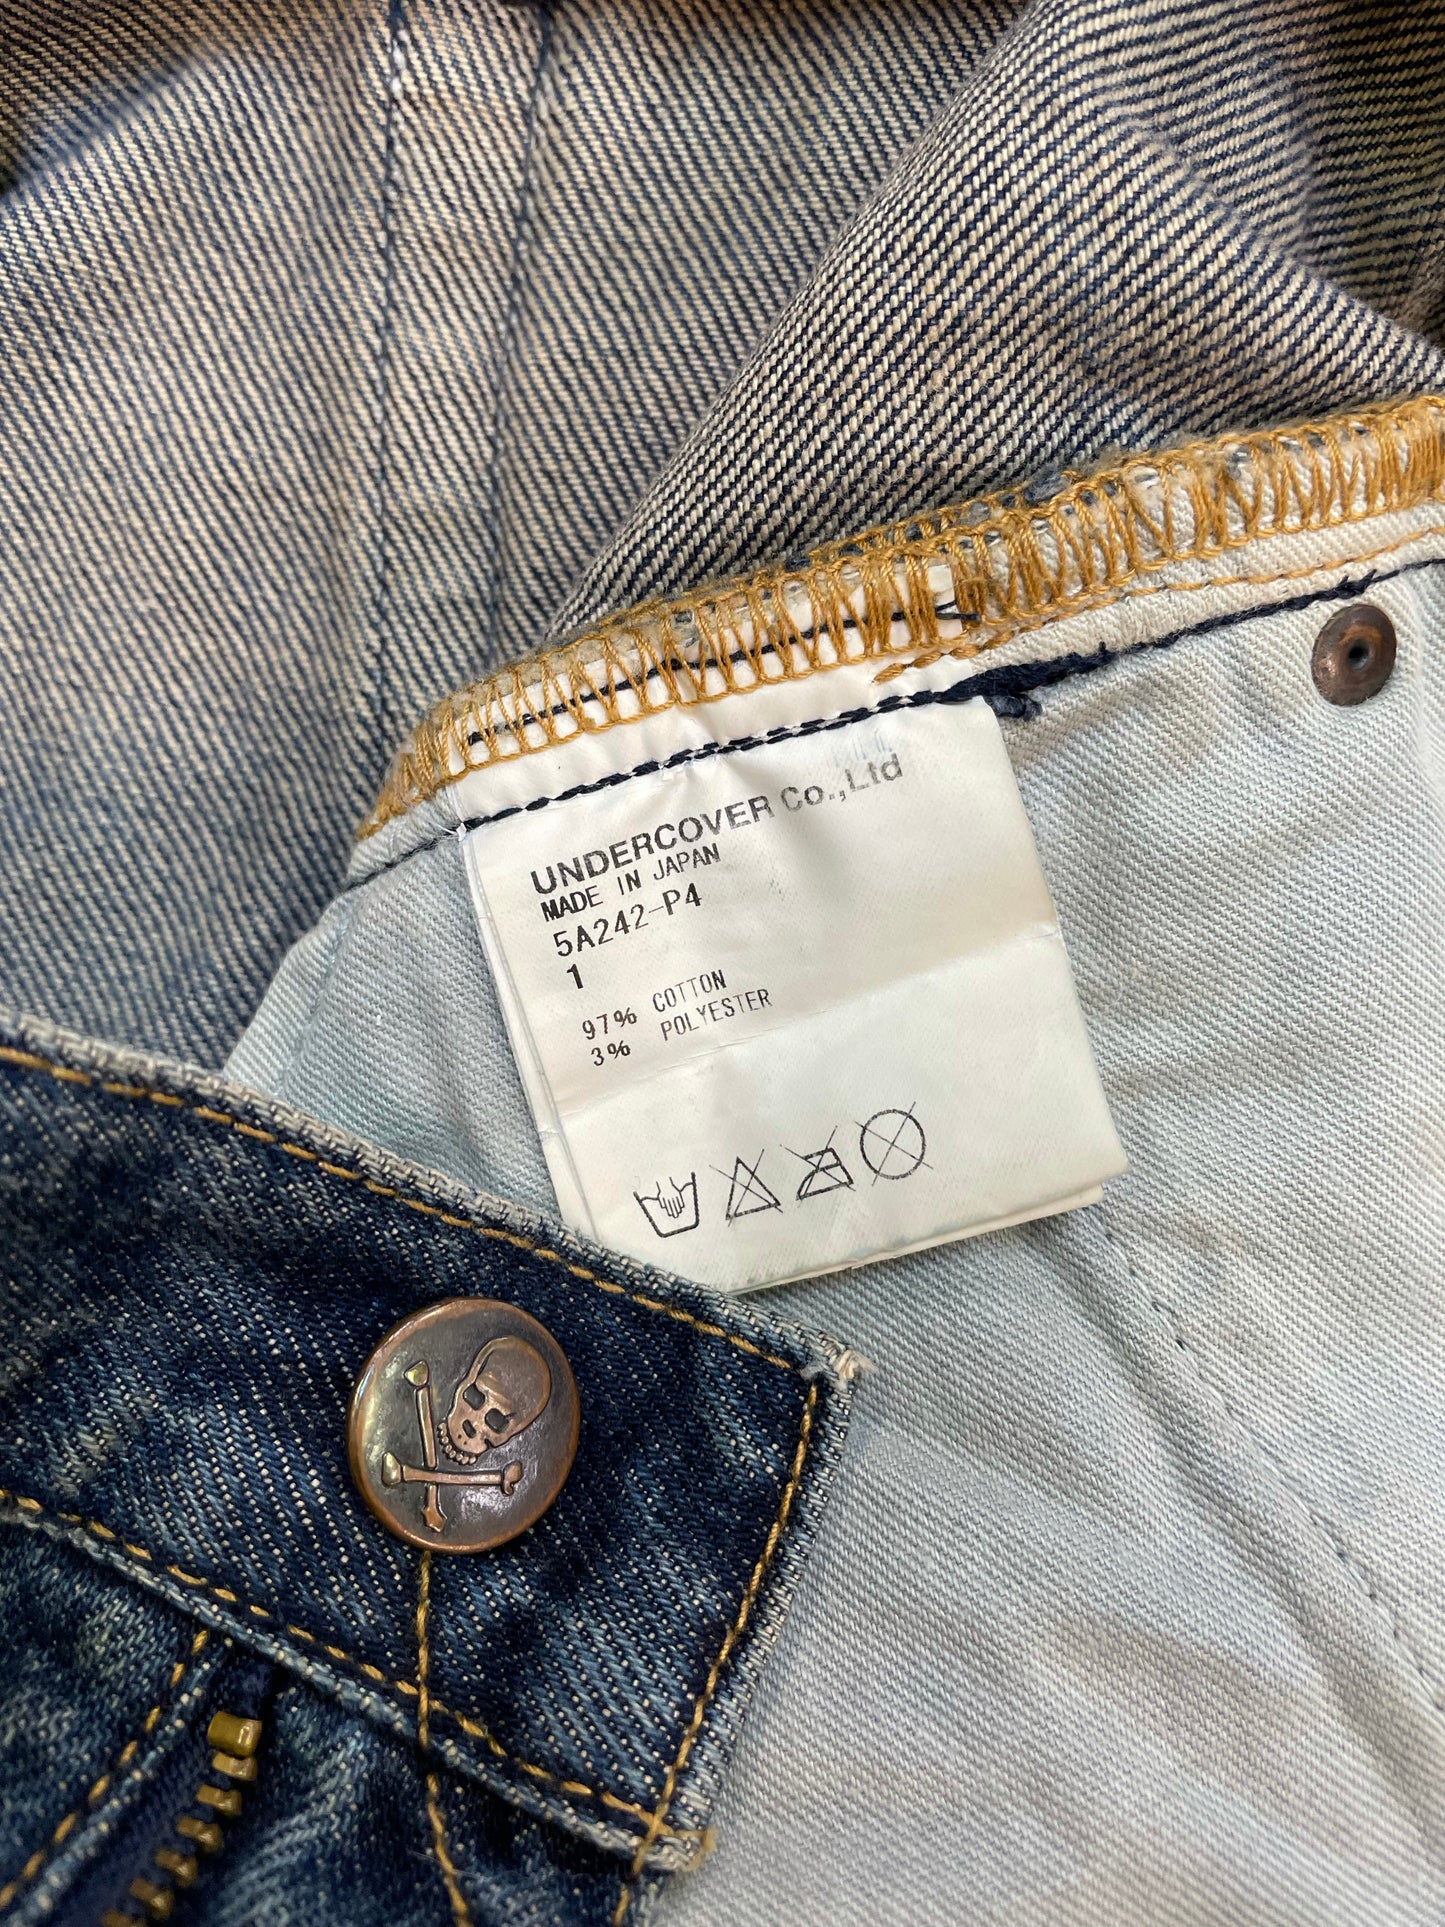 UNDERCOVER Co.,Ltd
MADE IN JAPAN
5A242-P4
1
97% COTTON
3% POLYESTER